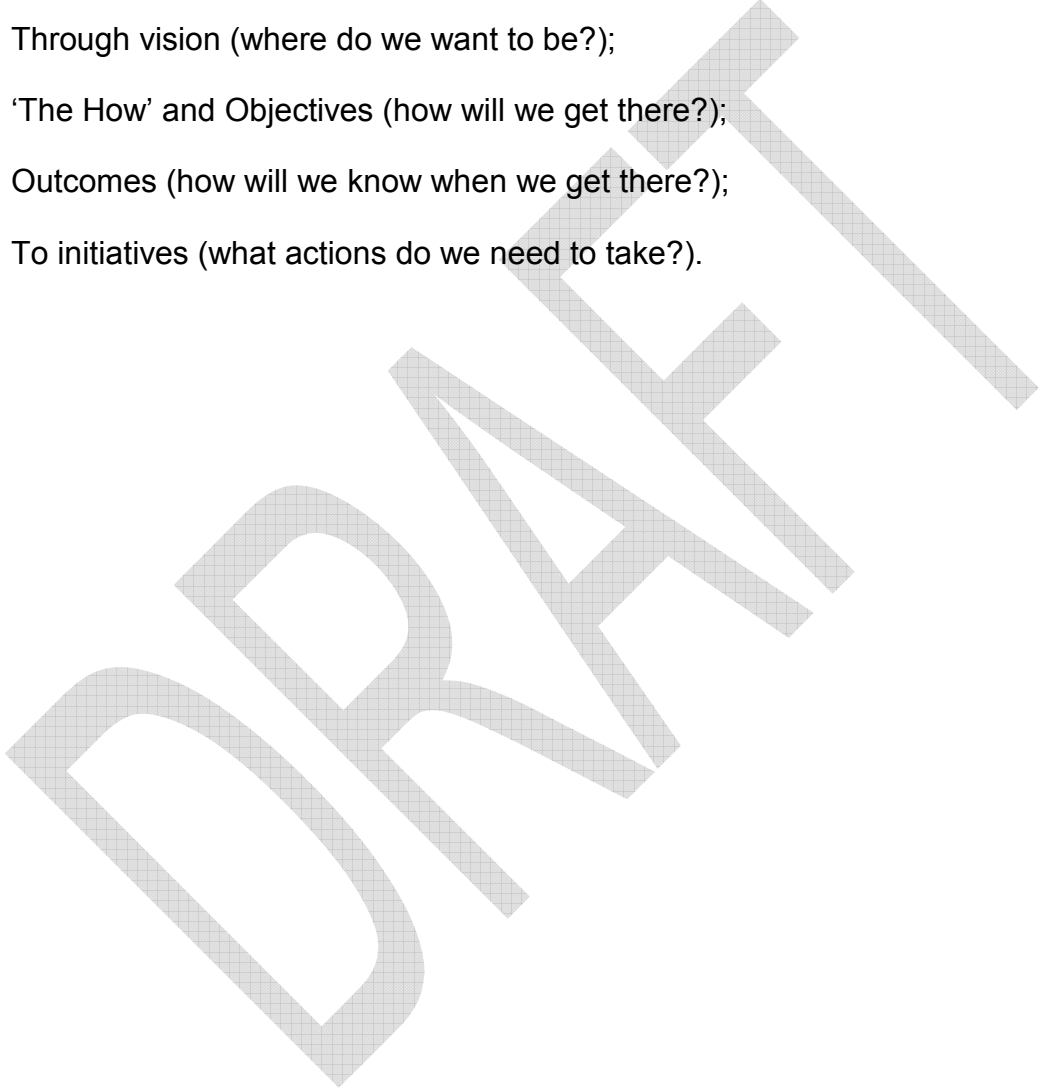 Through vision (where do we want to be?);
‘The How’ and Objectives (how will we get there?);
Outcomes (how will we know when we get there?);
To initiatives (what actions do we need to take?).
DRAFT